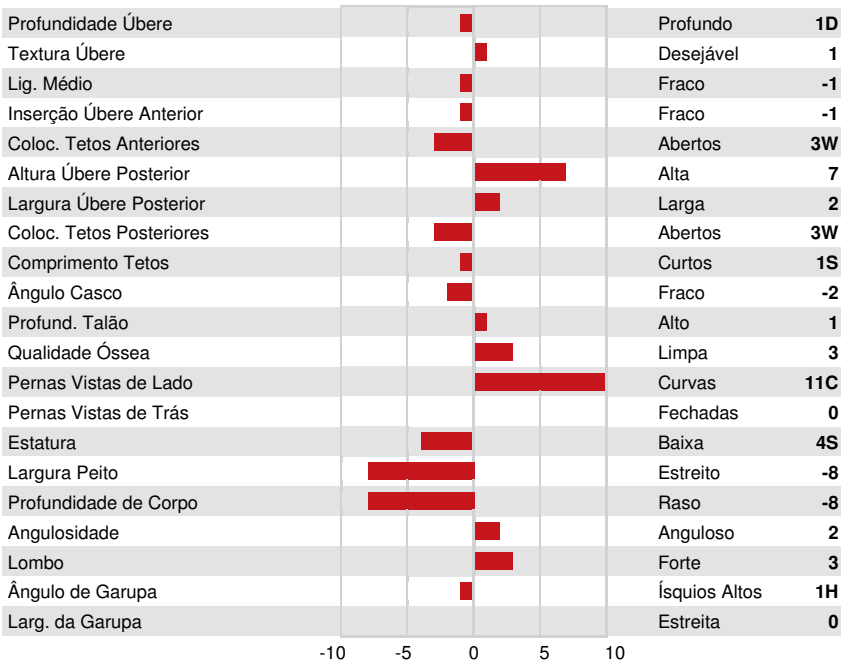 Profundidade Úbere Profundo 1D
Textura Úbere Desejável 1
Lig. Médio Fraco -1
Inserção Úbere Anterior Fraco -1
Coloc. Tetos Anteriores Abertos 3W
Altura Úbere Posterior Alta 7
Largura Úbere Posterior Larga 2
Coloc. Tetos Posteriores Abertos 3W
Comprimento Tetos Curtos 1S
Ângulo Casco Fraco -2
Profund. Talão Alto 1
Qualidade Óssea Limpa 3
Pernas Vistas de Lado Curvas 11C
Pernas Vistas de Trás Fechadas 0
Estatura Baixa 4S
Largura Peito Estreito -8
Profundidade de Corpo Raso -8
Angulosidade Anguloso 2
Lombo Forte 3
Ângulo de Garupa Ísquios Altos 1H
Larg. da Garupa Estreita 0
-10 -5 0 5 10